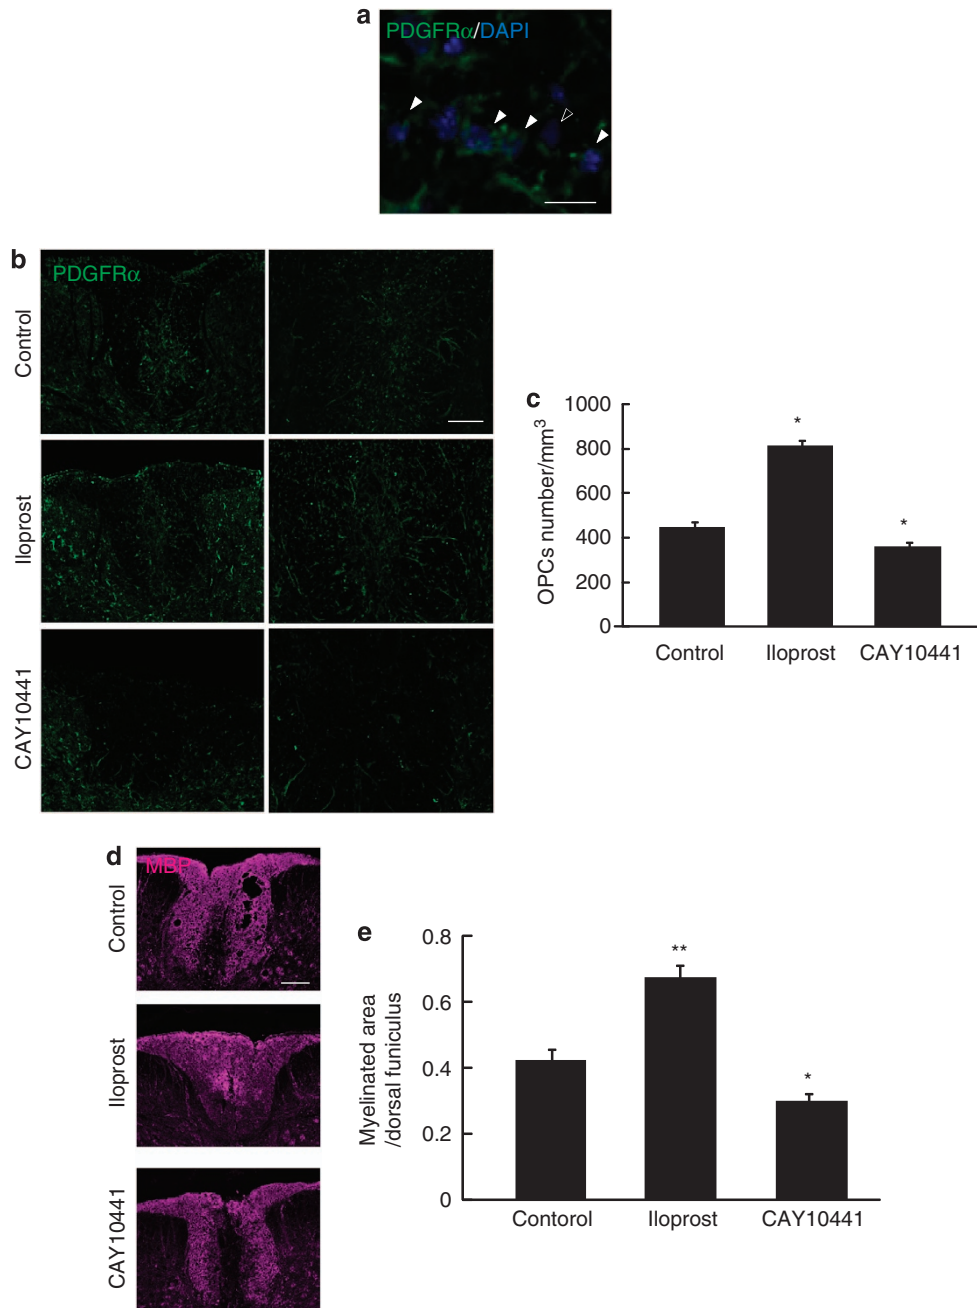 a
PDGFRα/DAPI
b
PDGFRα
Control
Iloprost
CAY10441
c
OPCs number/mm³
1000
800
600
400
200
0
*
*
Control Iloprost CAY10441
d
MBP
Control
Iloprost
CAY10441
e
Myelinated area
/dorsal funiculus
0.8
0.6
0.4
0.2
0
**
*
Contorol Iloprost CAY10441